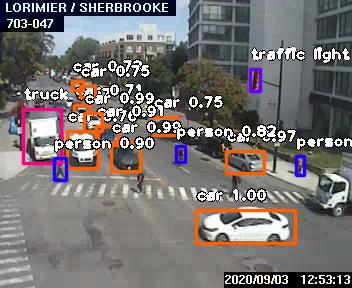 LORIMIER / SHERBROOKE
703-047
car 0.75
traffic light
truck
car 0.99
car 0.75
car 0.99
person 0.82
person 0.90
person
car 1.00
2020/09/03 12:53:13